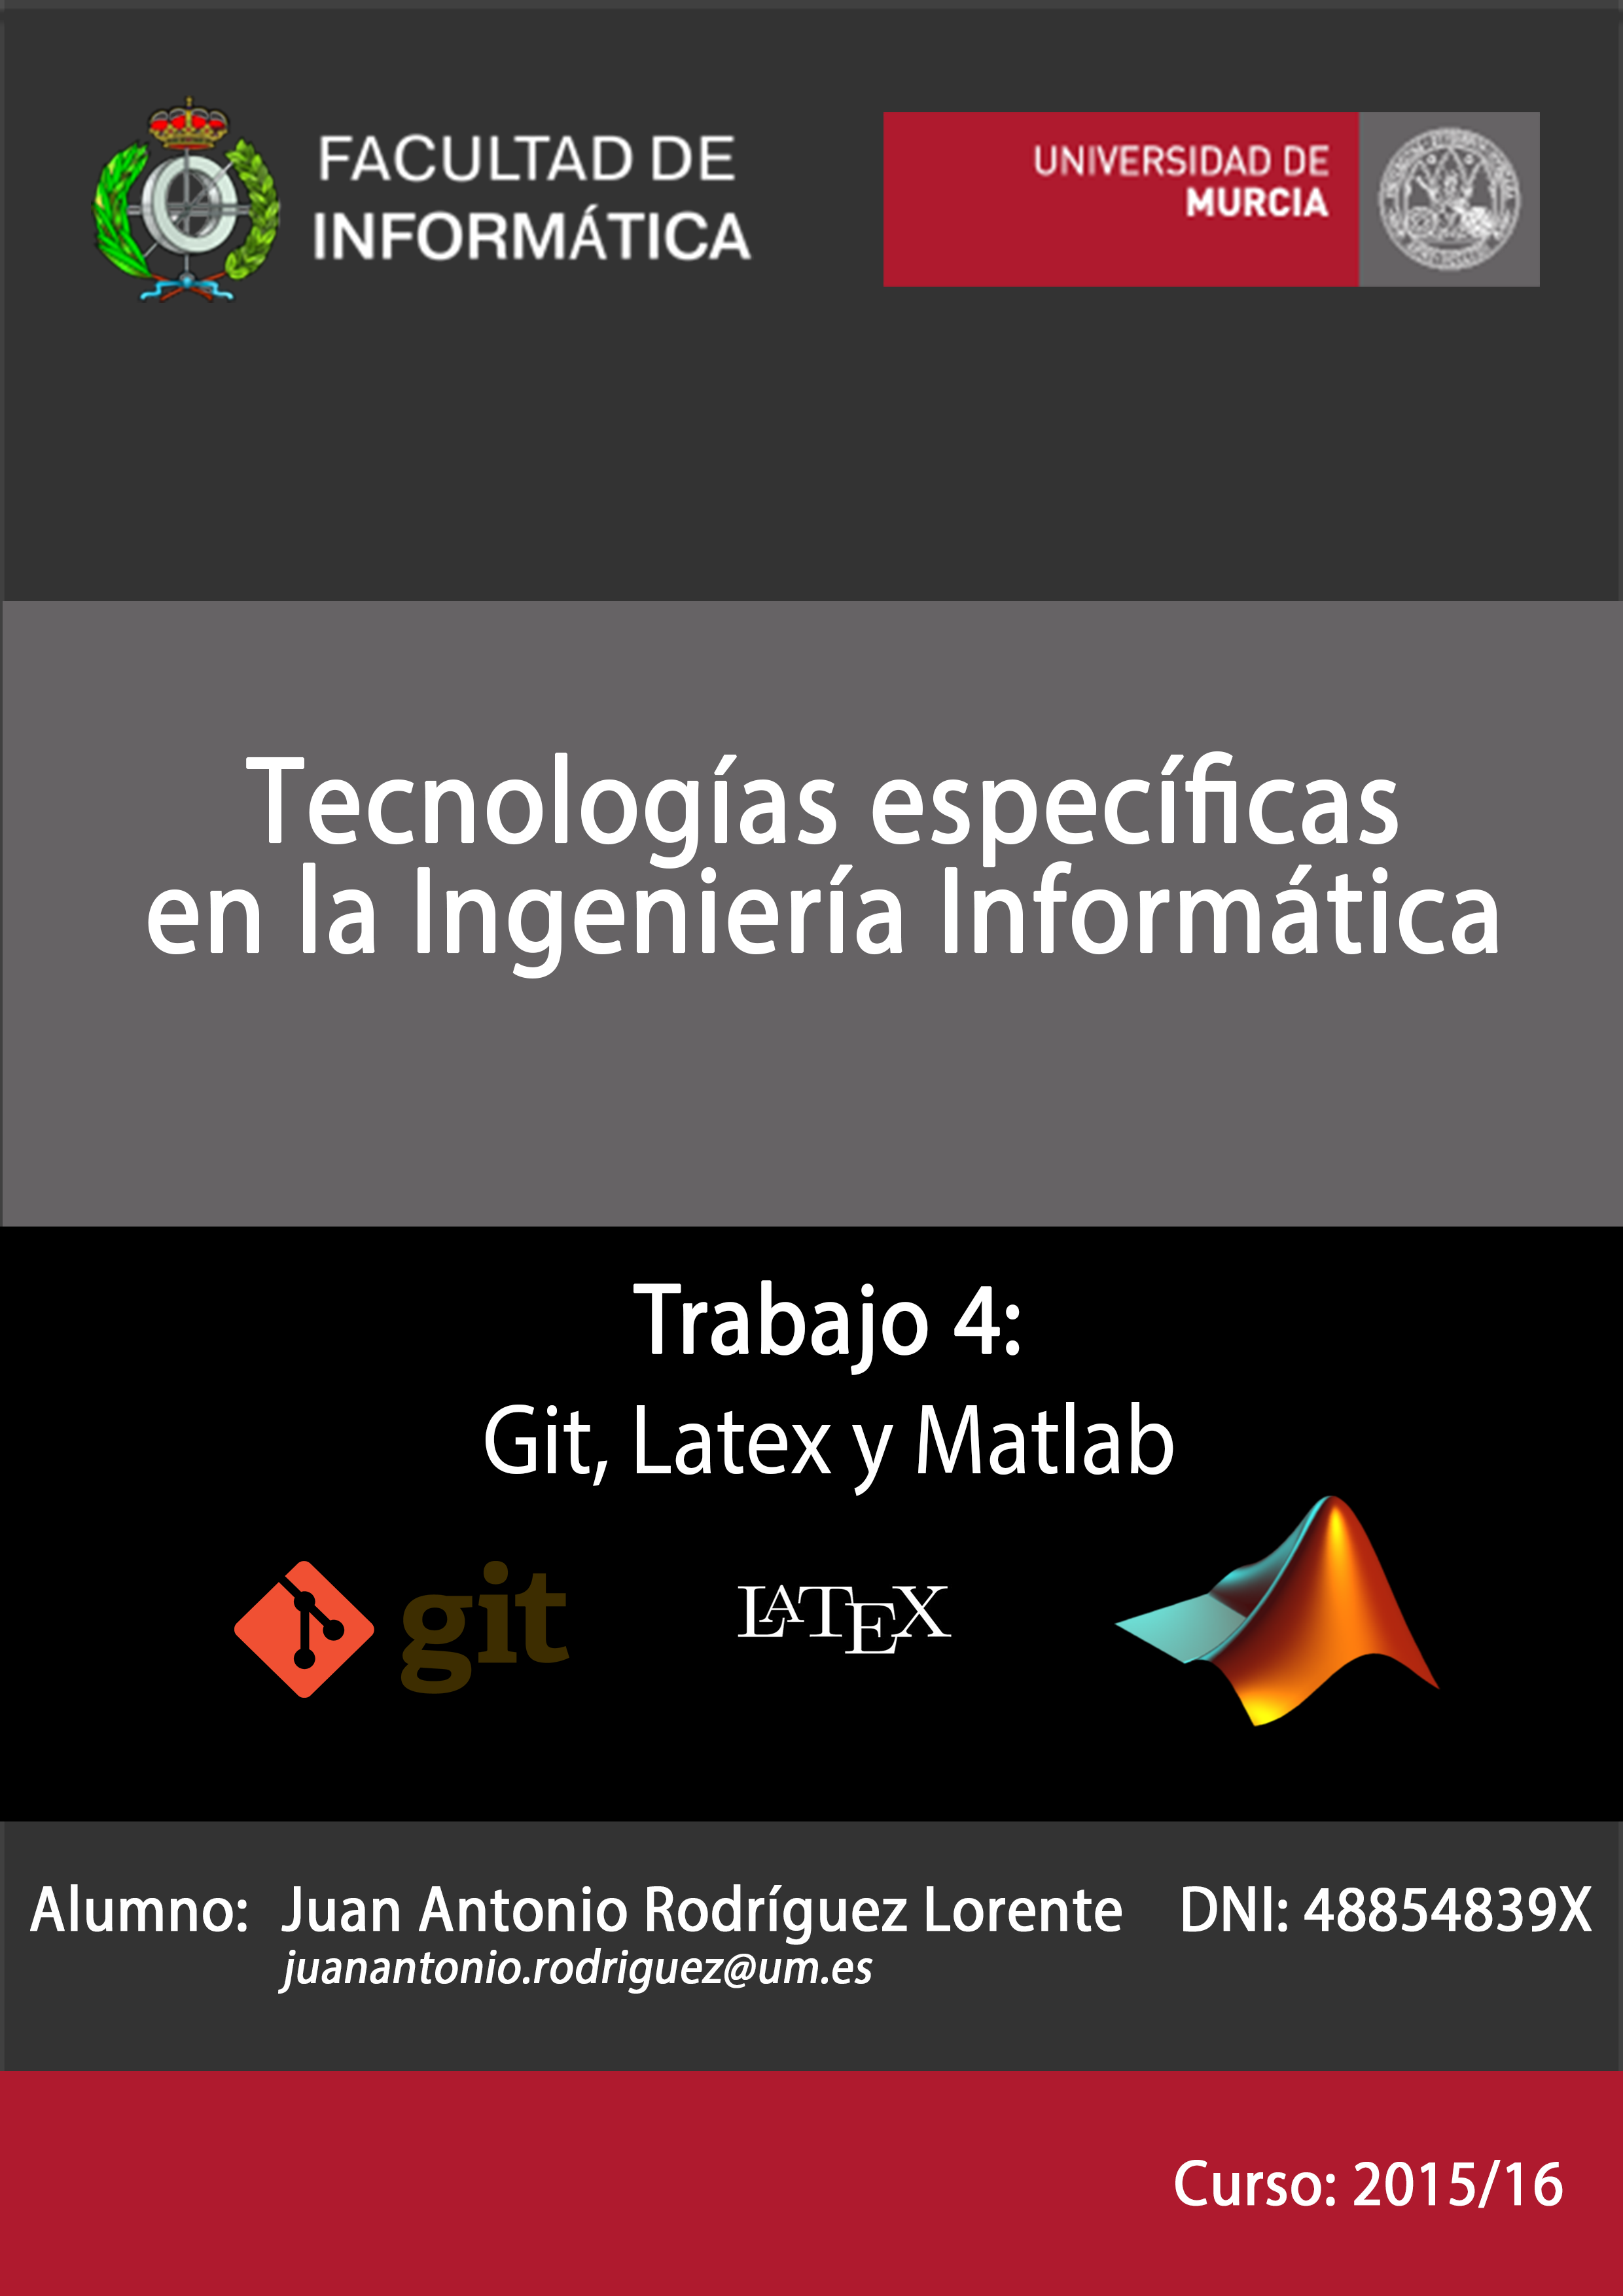 FACULTAD DE
INFORMÁTICA
UNIVERSIDAD DE
MURCIA
Tecnologías específicas
en la Ingeniería Informática
Trabajo 4:
Git, Latex y Matlab
git
LATEX
Alumno: Juan Antonio Rodríguez Lorente DNI: 48854839X
juanantonio.rodriguez@um.es
Curso: 2015/16